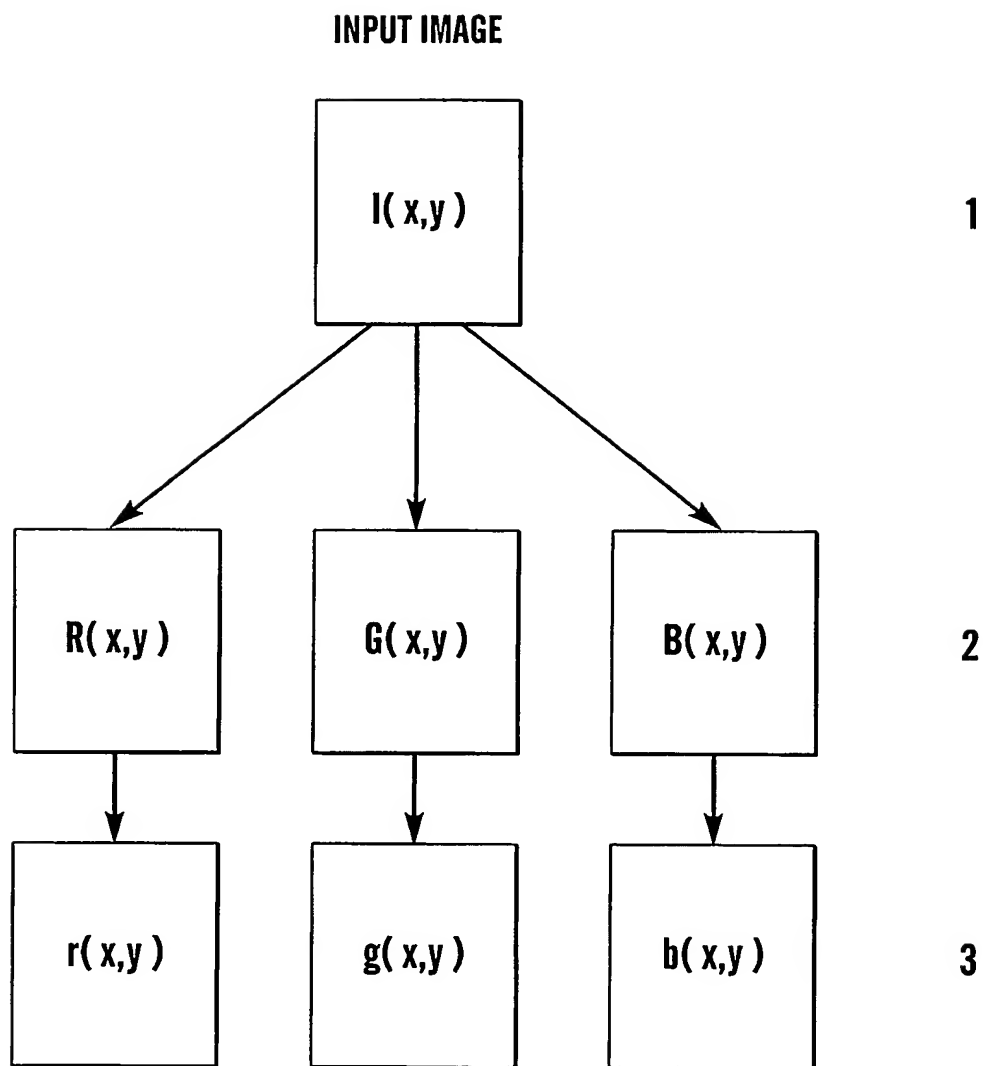 INPUT IMAGE
I( x,y )
1
R( x,y )
G( x,y )
B( x,y )
2
r( x,y )
g( x,y )
b( x,y )
3